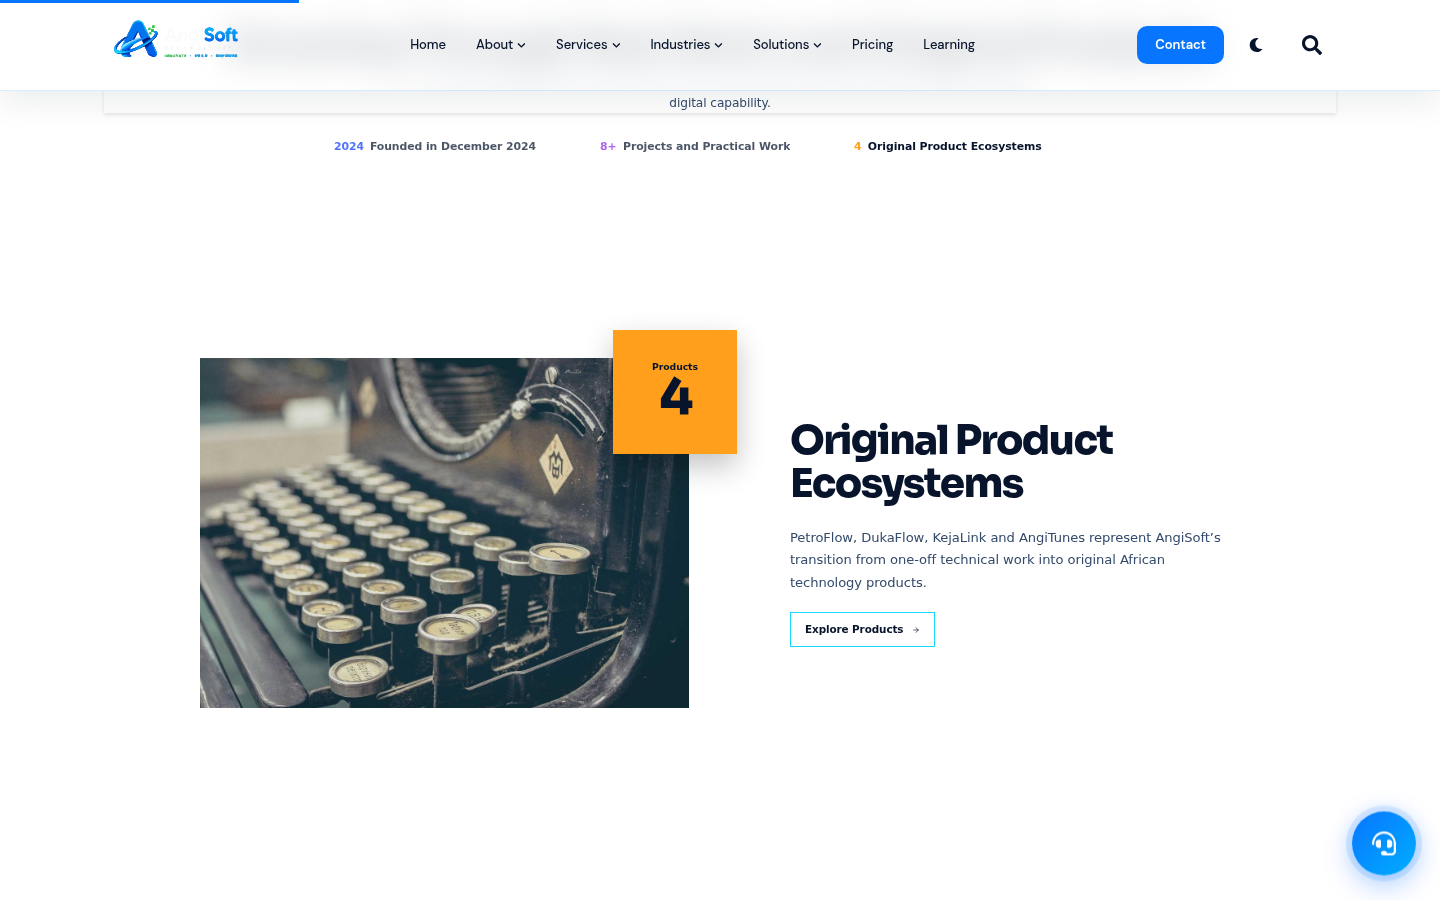 AngiSoft
Home
About
Services
Industries
Solutions
Pricing
Learning
Contact
digital capability.
2024 Founded in December 2024
8+ Projects and Practical Work
4 Original Product Ecosystems
Products
4
Original Product
Ecosystems
PetroFlow, DukaFlow, KejaLink and AngiTunes represent AngiSoft’s
transition from one-off technical work into original African
technology products.
Explore Products →